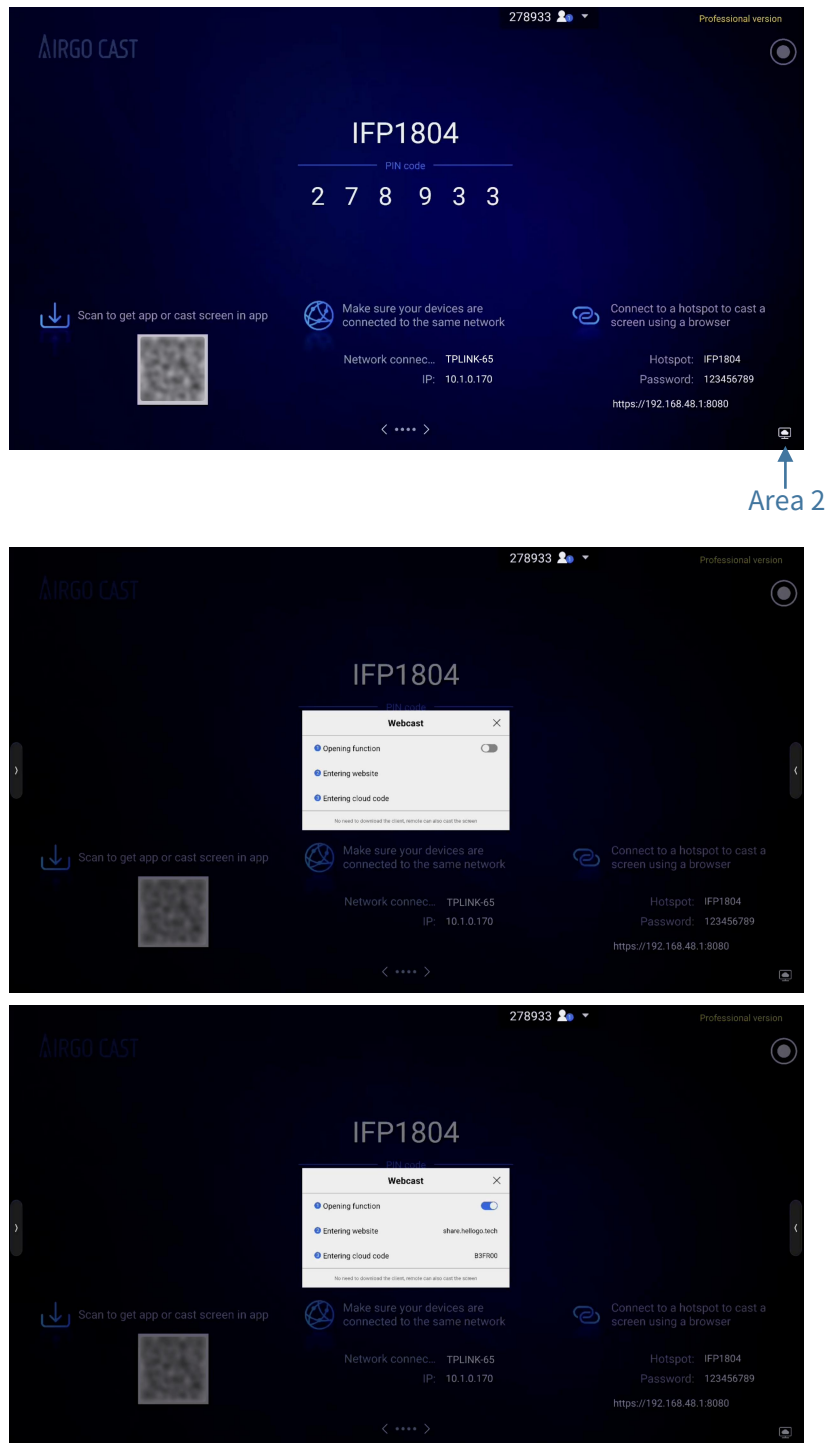 278933
Professional version
AIRGO CAST
IFP1804
PIN code
2 7 8 9 3 3
Scan to get app or cast screen in app
Make sure your devices are
connected to the same network
Network connec... TPLINK-65
IP: 10.1.0.170
Connect to a hotspot to cast a
screen using a browser
Hotspot: IFP1804
Password: 123456789
https://192.168.48.1:8080
Area 2
278933
Professional version
AIRGO CAST
IFP1804
PIN code
Webcast
1 Opening function
2 Entering website
3 Entering cloud code
No need to download the client, remote can also cast the screen
Scan to get app or cast screen in app
Make sure your devices are
connected to the same network
Network connec... TPLINK-65
IP: 10.1.0.170
Connect to a hotspot to cast a
screen using a browser
Hotspot: IFP1804
Password: 123456789
https://192.168.48.1:8080
278933
Professional version
AIRGO CAST
IFP1804
PIN code
Webcast
1 Opening function
2 Entering website share.hellogo.tech
3 Entering cloud code B3FR00
No need to download the client, remote can also cast the screen
Scan to get app or cast screen in app
Make sure your devices are
connected to the same network
Network connec... TPLINK-65
IP: 10.1.0.170
Connect to a hotspot to cast a
screen using a browser
Hotspot: IFP1804
Password: 123456789
https://192.168.48.1:8080